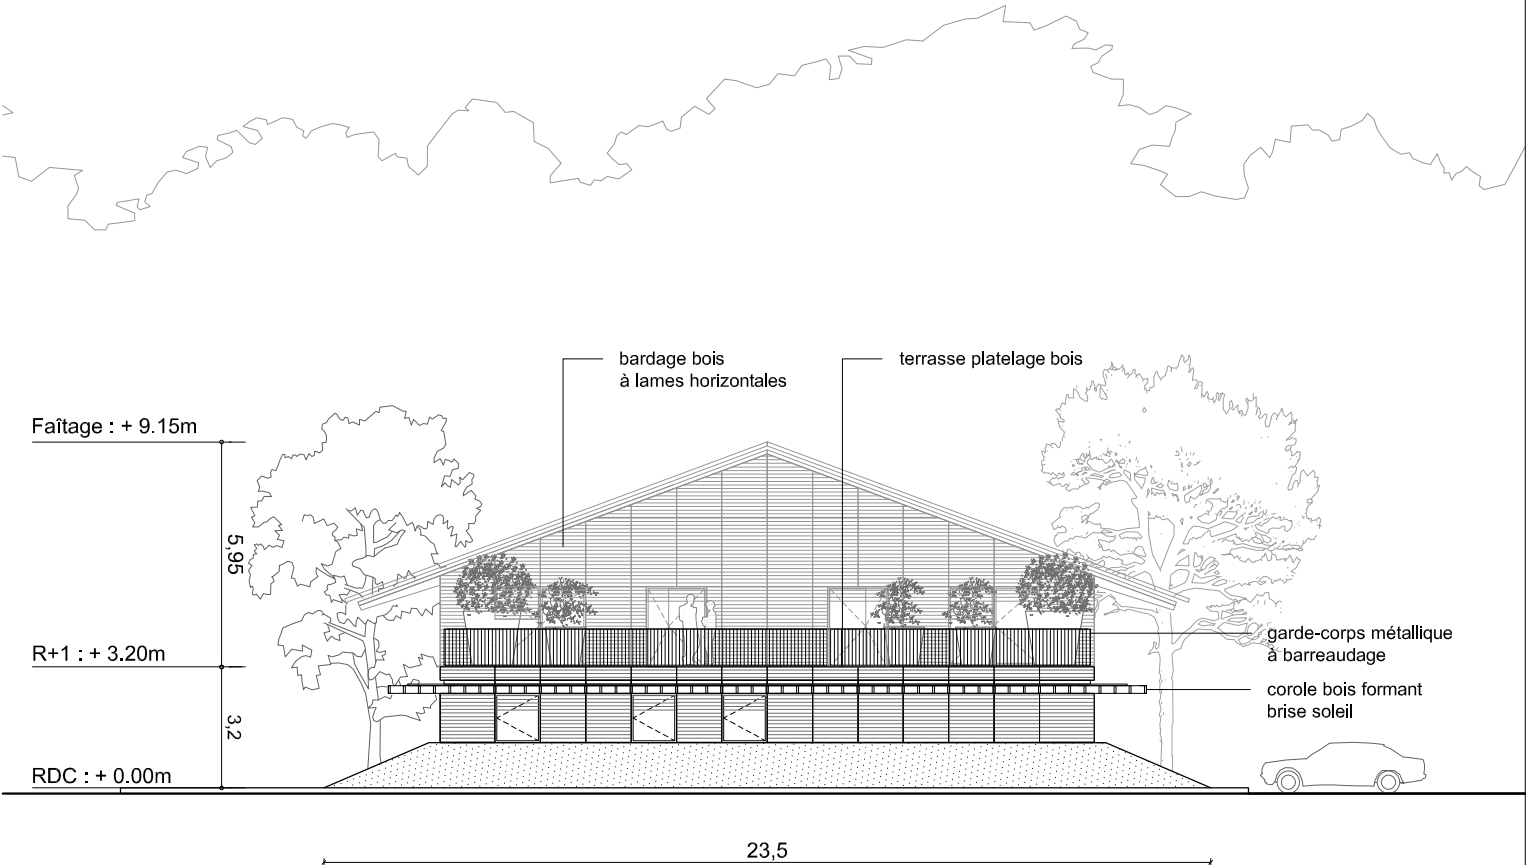 bardage bois
à lames horizontales
terrasse platelage bois
Faîtage : + 9.15m
5,95
garde-corps métallique
à barreaudage
R+1 : + 3.20m
corole bois formant
brise soleil
3,2
RDC : + 0.00m
23,5